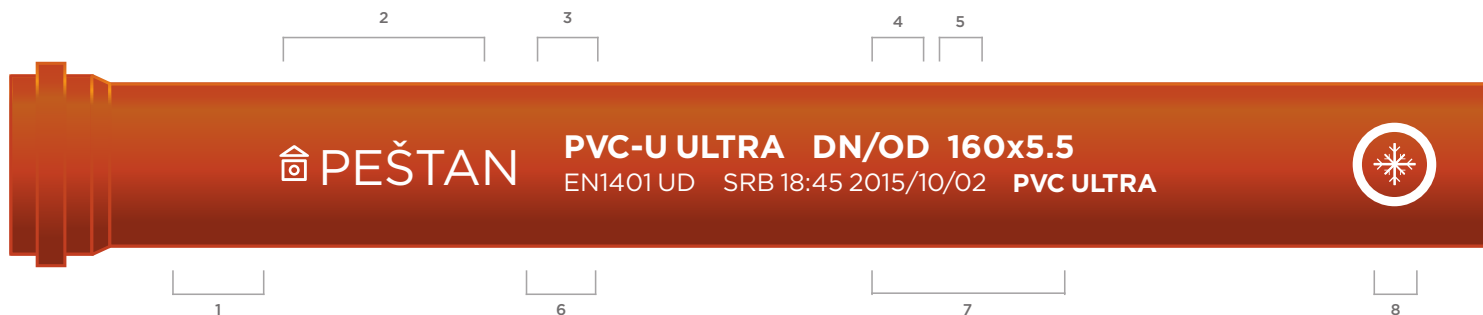 2 3 4 5
PEŠTAN
PVC-U ULTRA DN/OD 160x5.5
EN1401 UD SRB 18:45 2015/10/02 PVC ULTRA
1 6 7 8